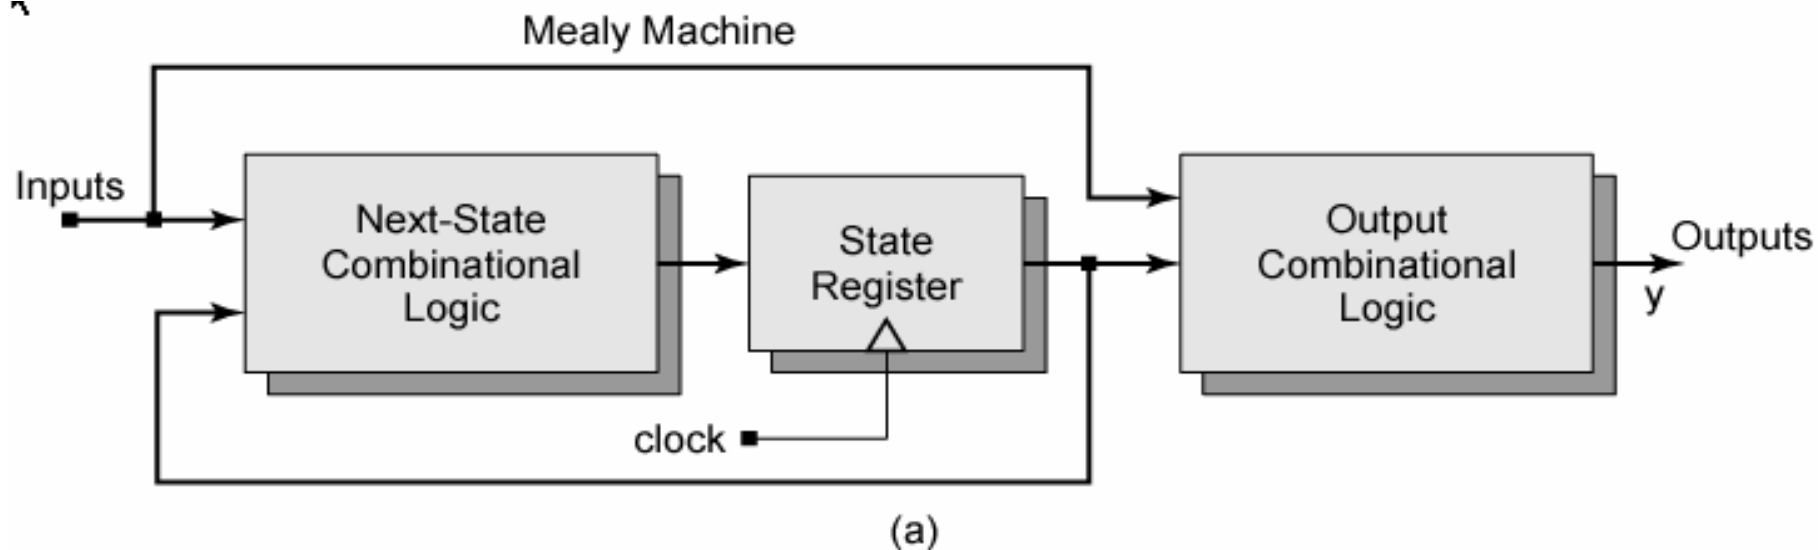 Mealy Machine
Inputs
Next-State
Combinational
Logic
State
Register
clock
Output
Combinational
Logic
Outputs
y
(a)